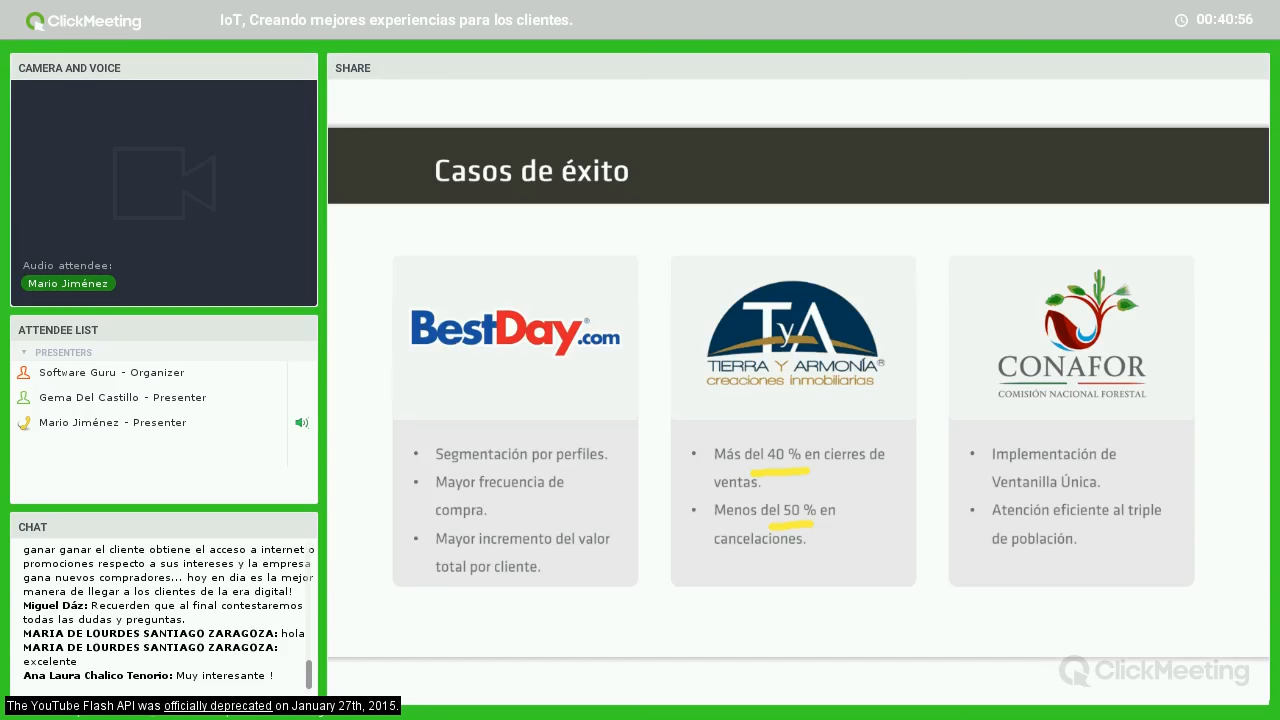 ClickMeeting
IoT, Creando mejores experiencias para los clientes.
00:40:56
CAMERA AND VOICE
Audio attendee:
Mario Jiménez
ATTENDEE LIST
PRESENTERS
Software Guru - Organizer
Gema Del Castillo - Presenter
Mario Jiménez - Presenter
CHAT
ganar ganar el cliente obtiene el acceso a internet o
promociones respecto a sus intereses y la empresa
gana nuevos compradores... hoy en dia es la mejor
manera de llegar a los clientes de la era digital!
Miguel Dáz: Recuerden que al final contestaremos
todas las dudas y preguntas.
MARIA DE LOURDES SANTIAGO ZARAGOZA: hola
MARIA DE LOURDES SANTIAGO ZARAGOZA:
excelente
Ana Laura Chalico Tenorio: Muy interesante !
The YouTube Flash API was officially deprecated on January 27th, 2015.
SHARE
Casos de éxito
BestDay®.com
Segmentación por perfiles.
Mayor frecuencia de
compra.
Mayor incremento del valor
total por cliente.
TyA
TIERRA Y ARMONÍA®
creaciones inmobiliarias
Más del 40 % en cierres de
ventas.
Menos del 50 % en
cancelaciones.
CONAFOR
COMISIÓN NACIONAL FORESTAL
Implementación de
Ventanilla Única.
Atención eficiente al triple
de población.
ClickMeeting